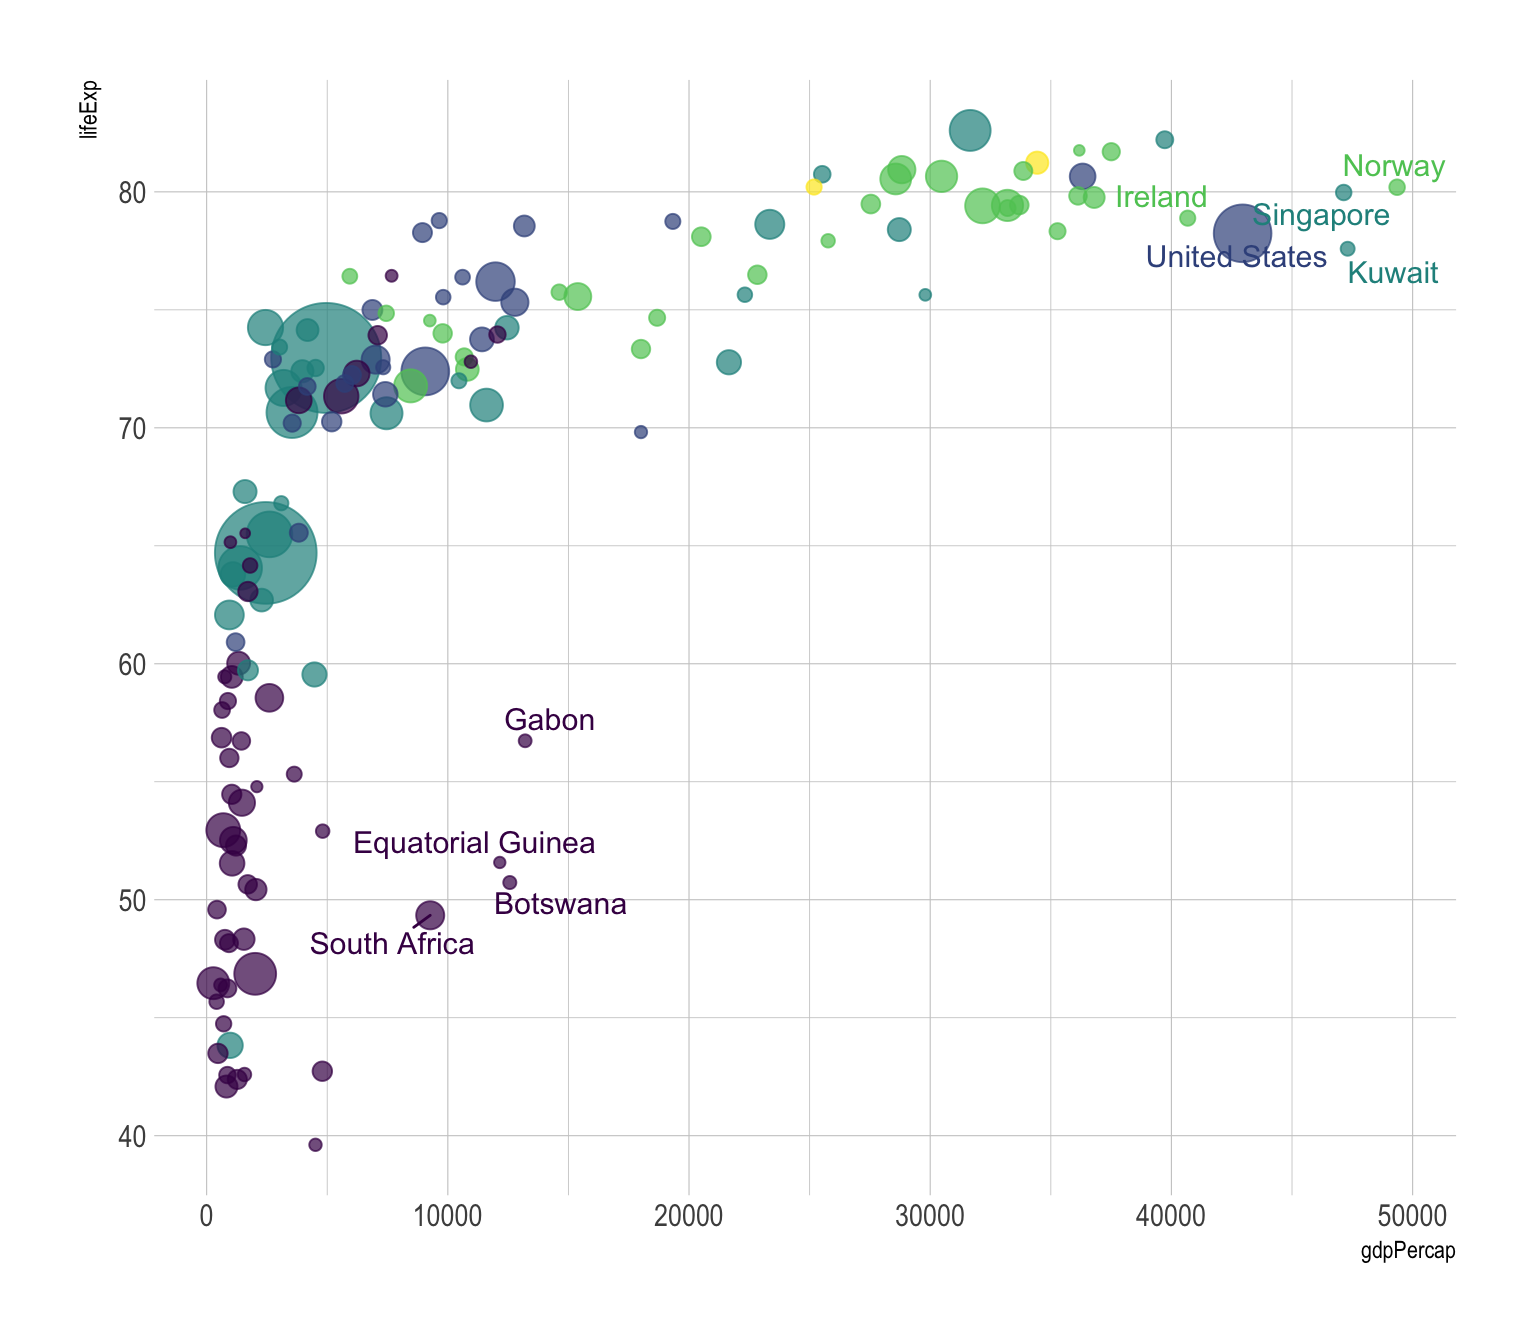 lifeExp
80
70
60
50
40
Norway
Ireland
Singapore
United States
Kuwait
Gabon
Equatorial Guinea
Botswana
South Africa
0
10000
20000
30000
40000
50000
gdpPercap